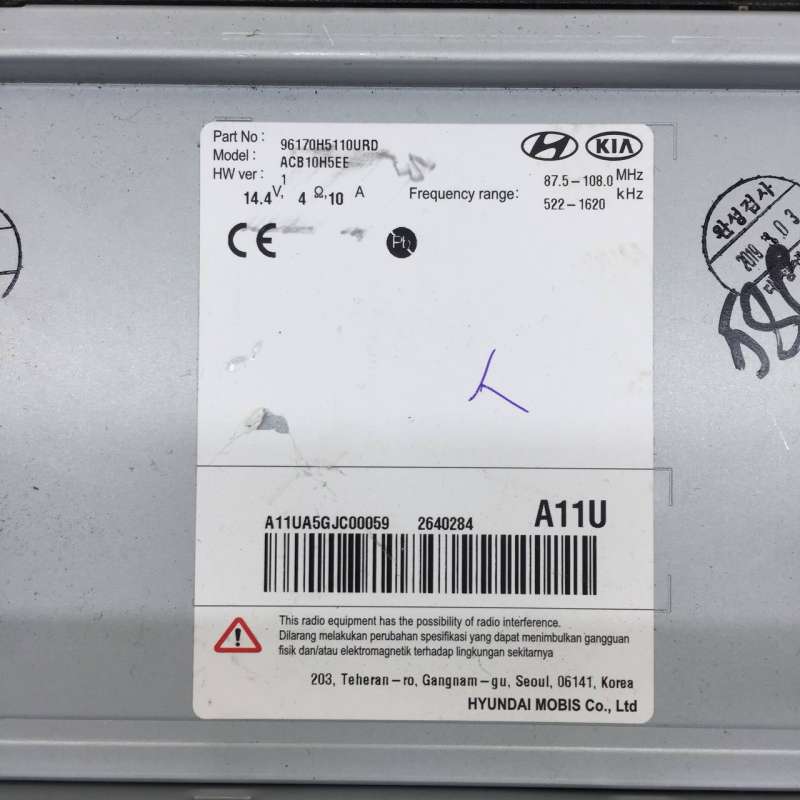 Part No : 96170H5110URD
Model : ACB10H5EE
HW ver : 1
14.4 V, 4 Ω, 10 A
Frequency range: 87.5-108.0 MHz
522-1620 kHz
KIA
CE
Pb
A11UA5GJC00059 2640284 A11U
This radio equipment has the possibility of radio interference.
Dilarang melakukan perubahan spesifikasi yang dapat menimbulkan gangguan
fisik dan/atau elektromagnetik terhadap lingkungan sekitarnya
203, Teheran-ro, Gangnam-gu, Seoul, 06141, Korea
HYUNDAI MOBIS Co., Ltd
완성검사